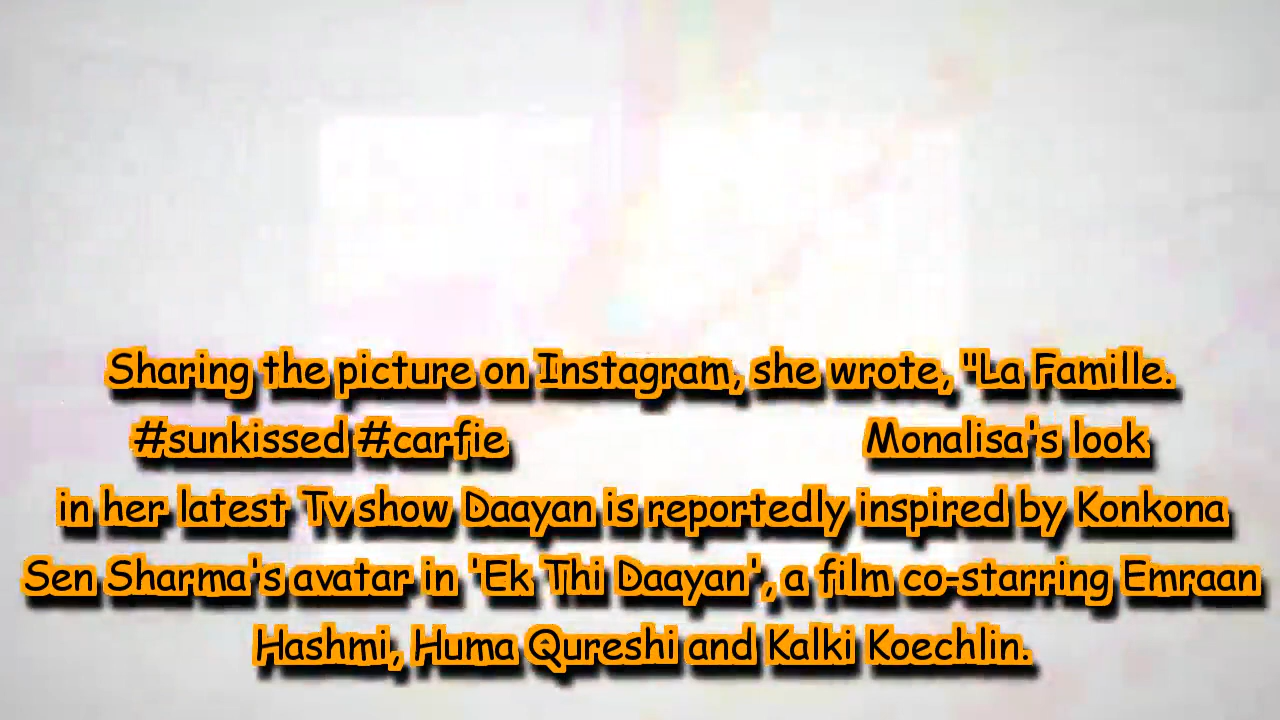 Sharing the picture on Instagram, she wrote, "La Famille.
#sunkissed #carfie Monalisa's look
in her latest Tv show Daayan is reportedly inspired by Konkona
Sen Sharma's avatar in 'Ek Thi Daayan', a film co-starring Emraan
Hashmi, Huma Qureshi and Kalki Koechlin.